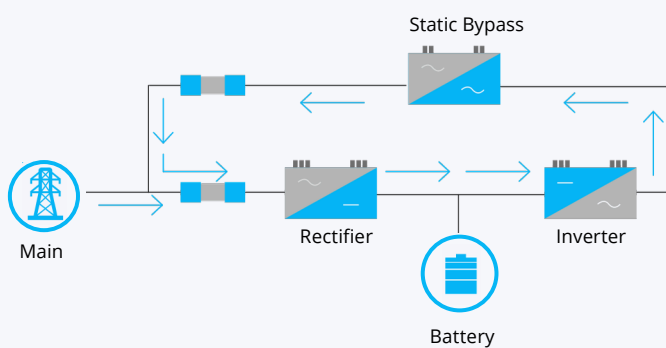 Static Bypass
Main
Rectifier
Inverter
Battery